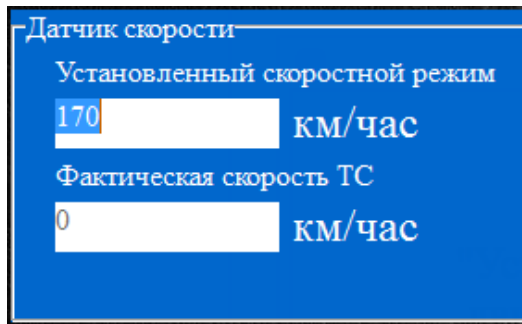 Датчик скорости
Установленный скоростной режим
170 км/час
Фактическая скорость ТС
0 км/час